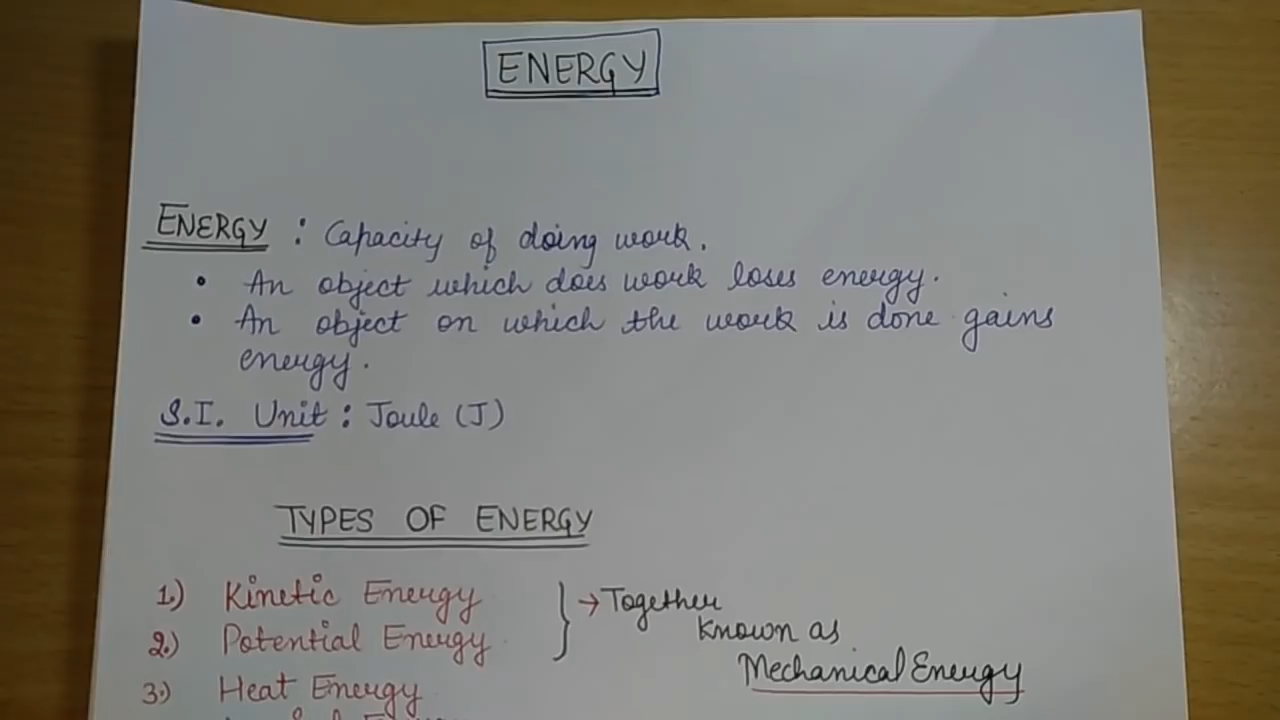 ENERGY
ENERGY : Capacity of doing work.
• An object which does work loses energy.
• An object on which the work is done gains
energy.
S.I. Unit : Joule (J)
TYPES OF ENERGY
1.) Kinetic Energy } → Together
2.) Potential Energy known as
Mechanical Energy
3.) Heat Energy